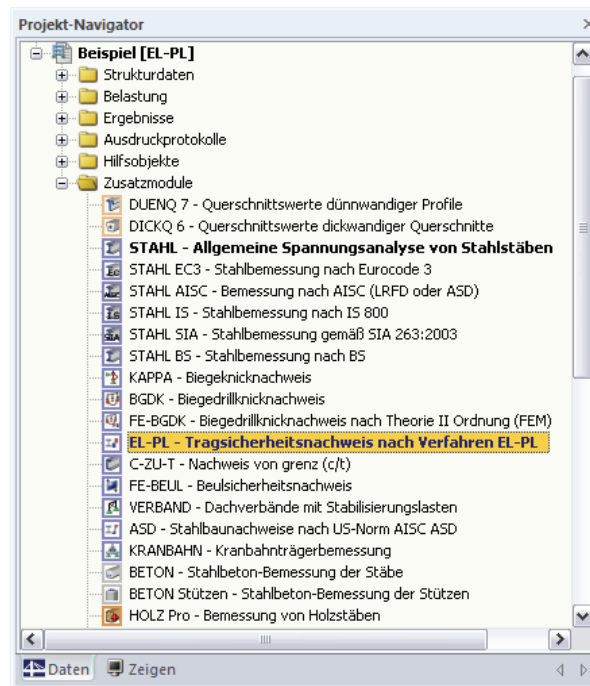 Projekt-Navigator
Beispiel [EL-PL]
Strukturdaten
Belastung
Ergebnisse
Ausdruckprotokolle
Hilfsobjekte
Zusatzmodule
DUENQ 7 - Querschnittswerte dünnwandiger Profile
DICKQ 6 - Querschnittswerte dickwandiger Querschnitte
STAHL - Allgemeine Spannungsanalyse von Stahlstäben
STAHL EC3 - Stahlbemessung nach Eurocode 3
STAHL AISC - Bemessung nach AISC (LRFD oder ASD)
STAHL IS - Stahlbemessung nach IS 800
STAHL SIA - Stahlbemessung gemäß SIA 263:2003
STAHL BS - Stahlbemessung nach BS
KAPPA - Biegeknicknachweis
BGDK - Biegedrillknicknachweis
FE-BGDK - Biegedrillknicknachweis nach Theorie II Ordnung (FEM)
EL-PL - Tragsicherheitsnachweis nach Verfahren EL-PL
C-ZU-T - Nachweis von grenz (c/t)
FE-BEUL - Beulsicherheitsnachweis
VERBAND - Dachverbände mit Stabilisierungslasten
ASD - Stahlbaunachweise nach US-Norm AISC ASD
KRANBAHN - Kranbahnträgerbemessung
BETON - Stahlbeton-Bemessung der Stäbe
BETON Stützen - Stahlbeton-Bemessung der Stützen
HOLZ Pro - Bemessung von Holzstäben
Daten Zeigen